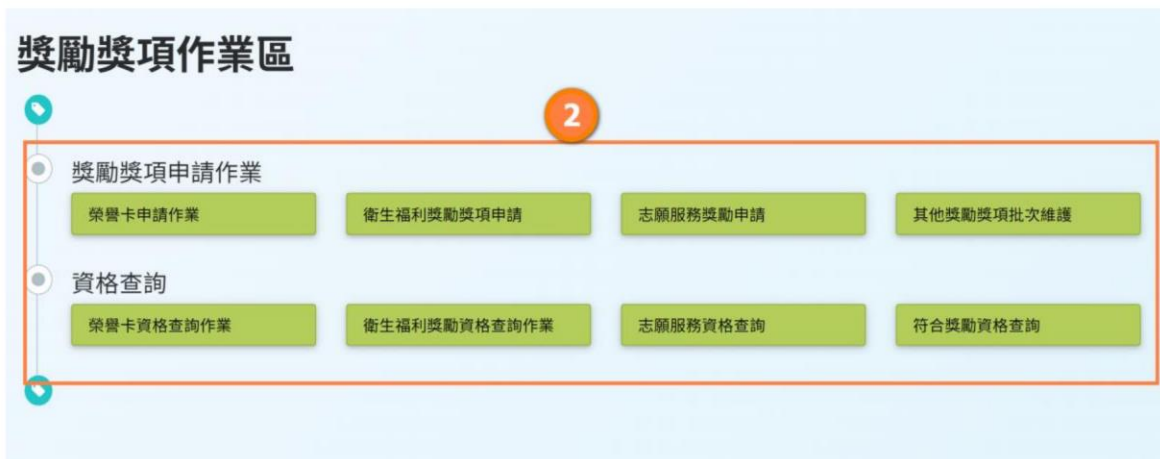 獎勵獎項作業區
2
獎勵獎項申請作業
榮譽卡申請作業
衛生福利獎勵獎項申請
志願服務獎勵申請
其他獎勵獎項批次維護
資格查詢
榮譽卡資格查詢作業
衛生福利獎勵資格查詢作業
志願服務資格查詢
符合獎勵資格查詢